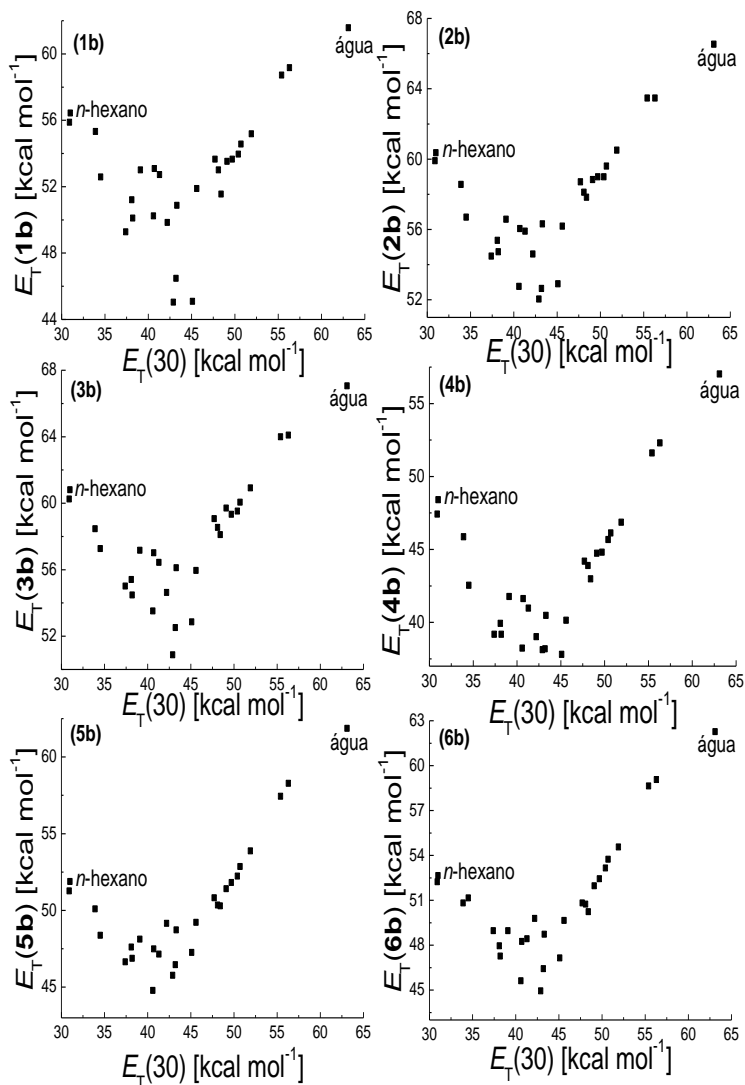 (1b)
água
n-hexano
E_T(1b) [kcal mol⁻¹]
60
56
52
48
44
30 35 40 45 50 55 60 65
E_T(30) [kcal mol⁻¹]
(2b)
água
n-hexano
E_T(2b) [kcal mol⁻¹]
68
64
60
56
52
30 35 40 45 50 55 60 65
E_T(30) [kcal mol⁻¹]
(3b)
água
n-hexano
E_T(3b) [kcal mol⁻¹]
68
64
60
56
52
30 35 40 45 50 55 60 65
E_T(30) [kcal mol⁻¹]
(4b)
água
n-hexano
E_T(4b) [kcal mol⁻¹]
55
50
45
40
30 35 40 45 50 55 60 65
E_T(30) [kcal mol⁻¹]
(5b)
água
n-hexano
E_T(5b) [kcal mol⁻¹]
60
55
50
45
30 35 40 45 50 55 60 65
E_T(30) [kcal mol⁻¹]
(6b)
água
n-hexano
E_T(6b) [kcal mol⁻¹]
63
60
57
54
51
48
45
30 35 40 45 50 55 60 65
E_T(30) [kcal mol⁻¹]